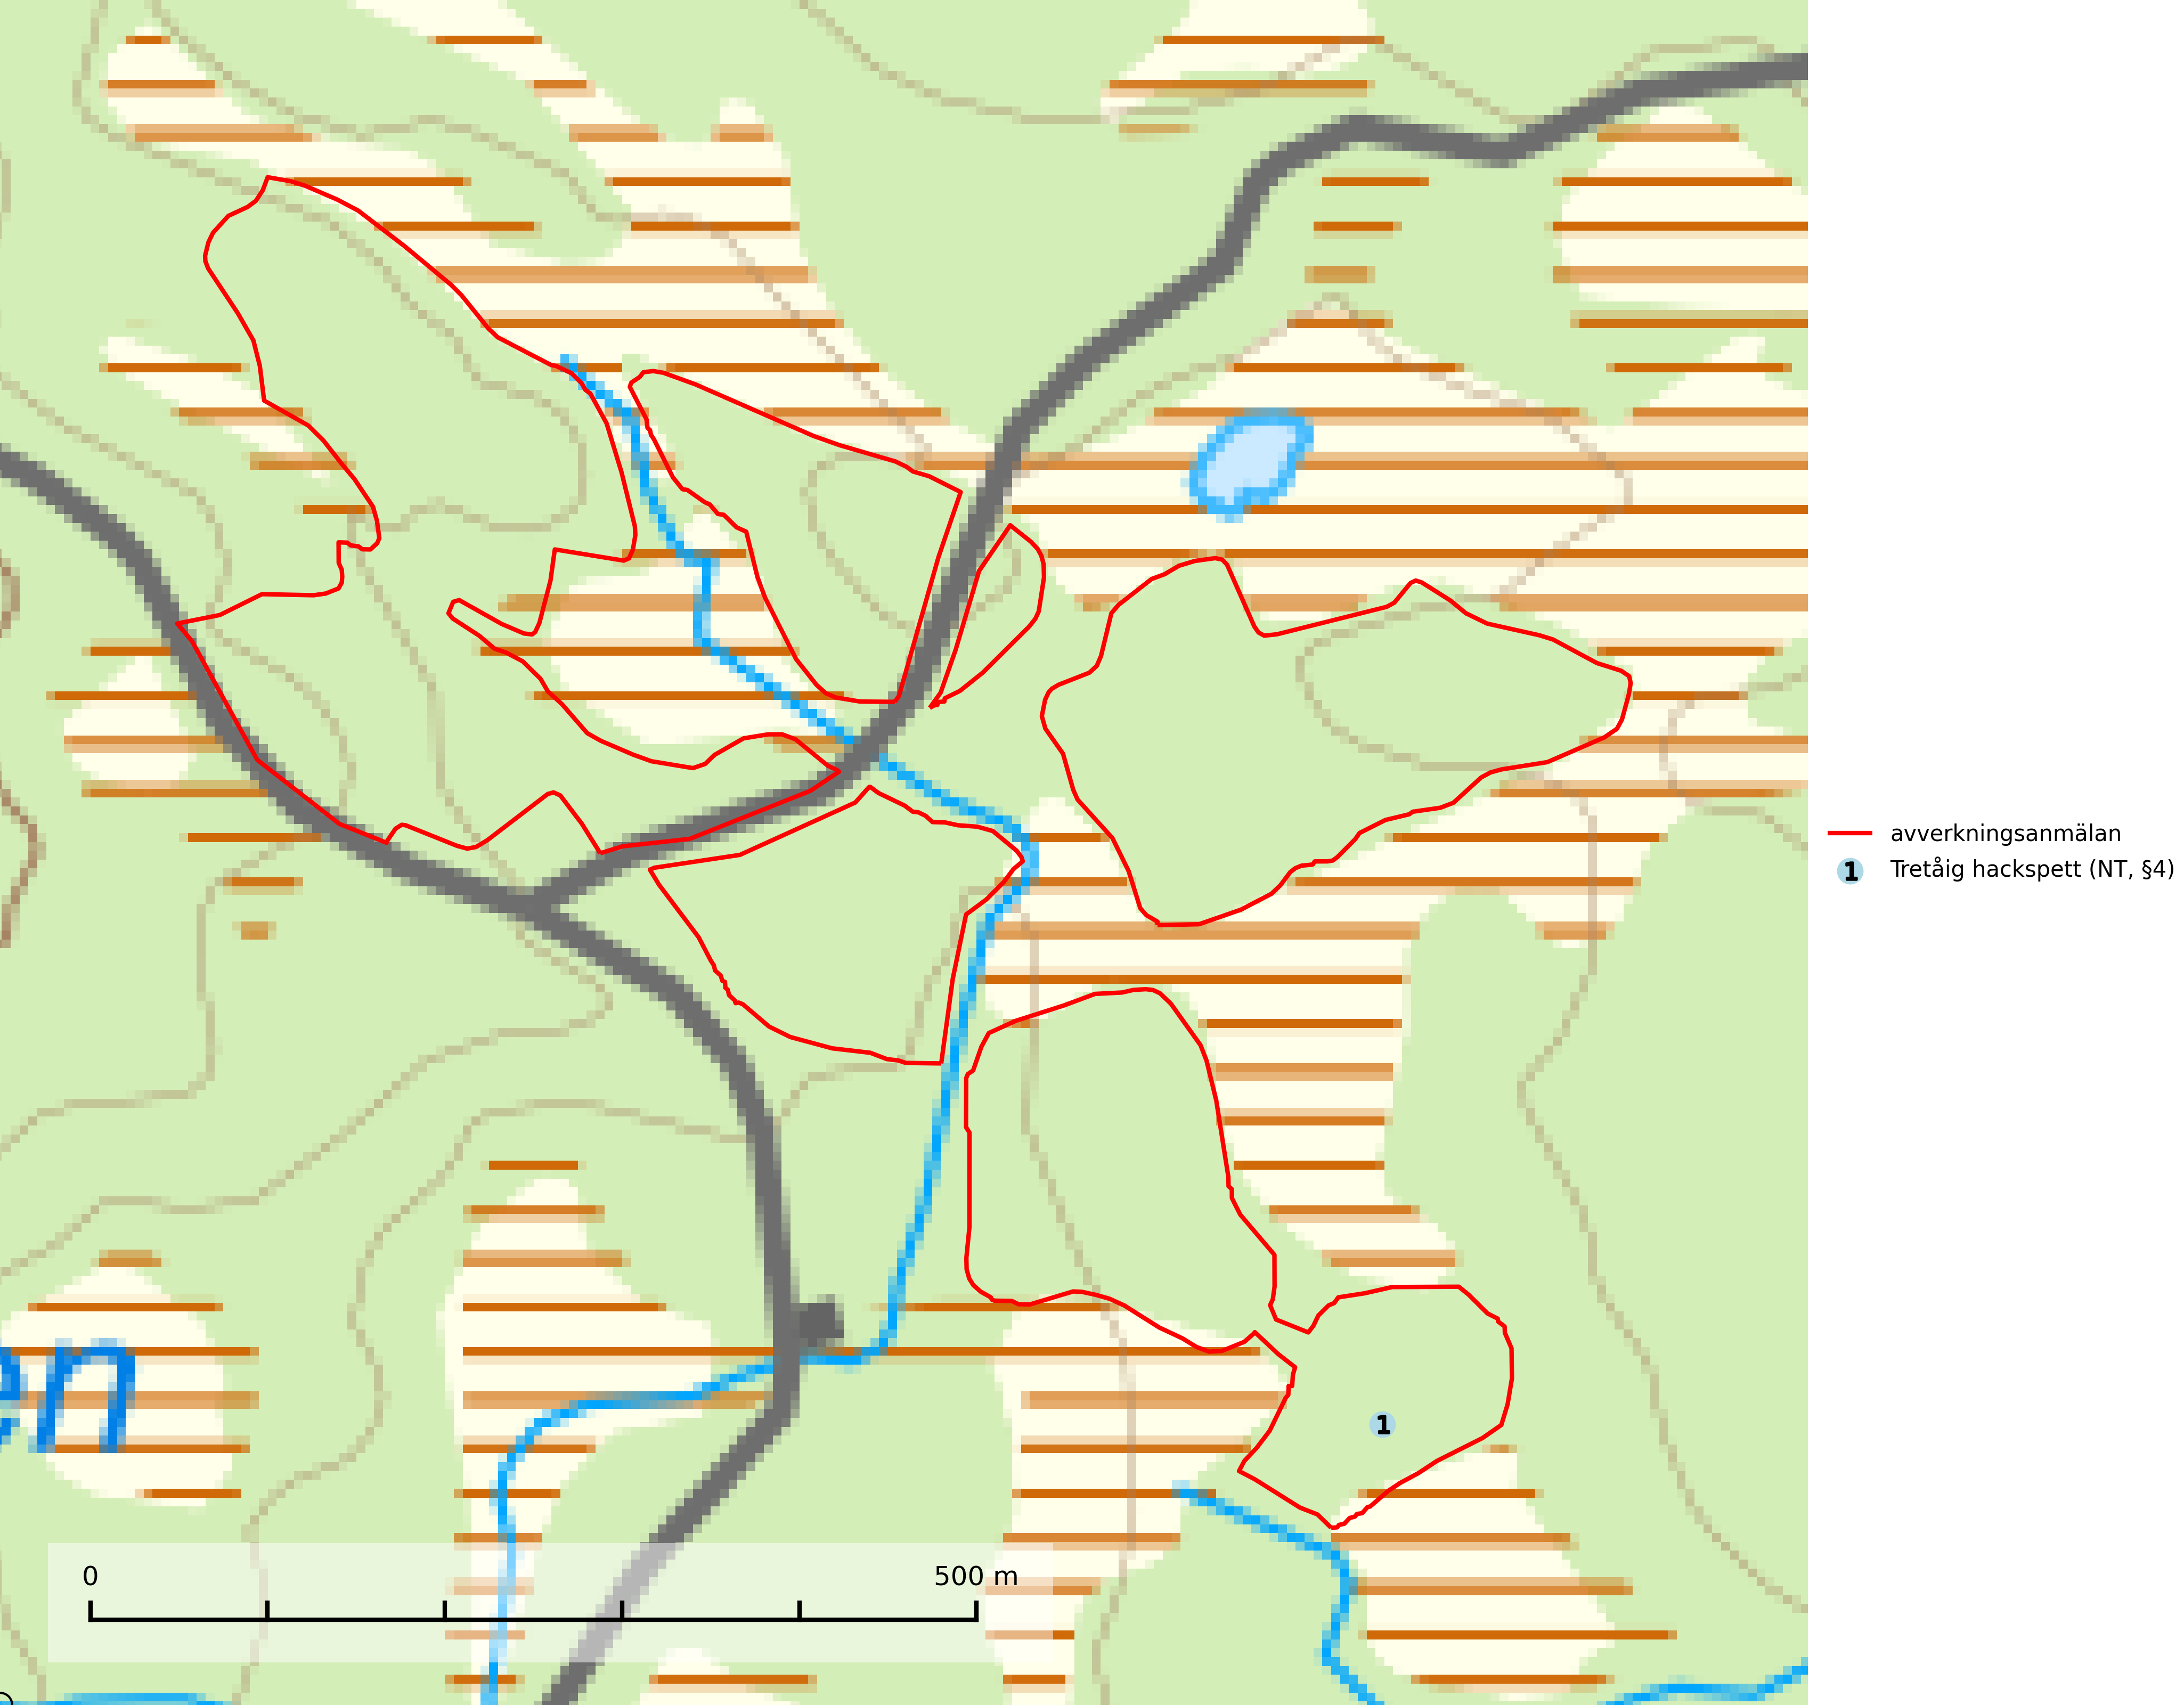 avverkningsanmälan
1 Tretåig hackspett (NT, §4)
1
n
0 500 m